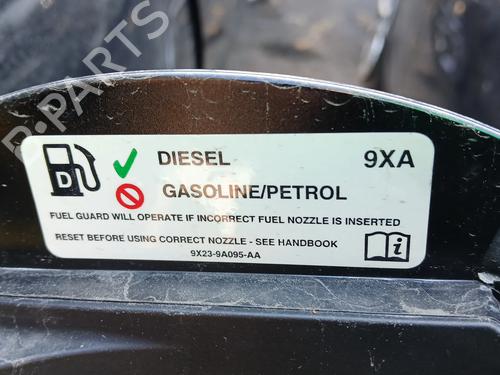 B-PARTS
D
DIESEL 9XA
GASOLINE/PETROL
FUEL GUARD WILL OPERATE IF INCORRECT FUEL NOZZLE IS INSERTED
RESET BEFORE USING CORRECT NOZZLE - SEE HANDBOOK
i
9X23-9A095-AA